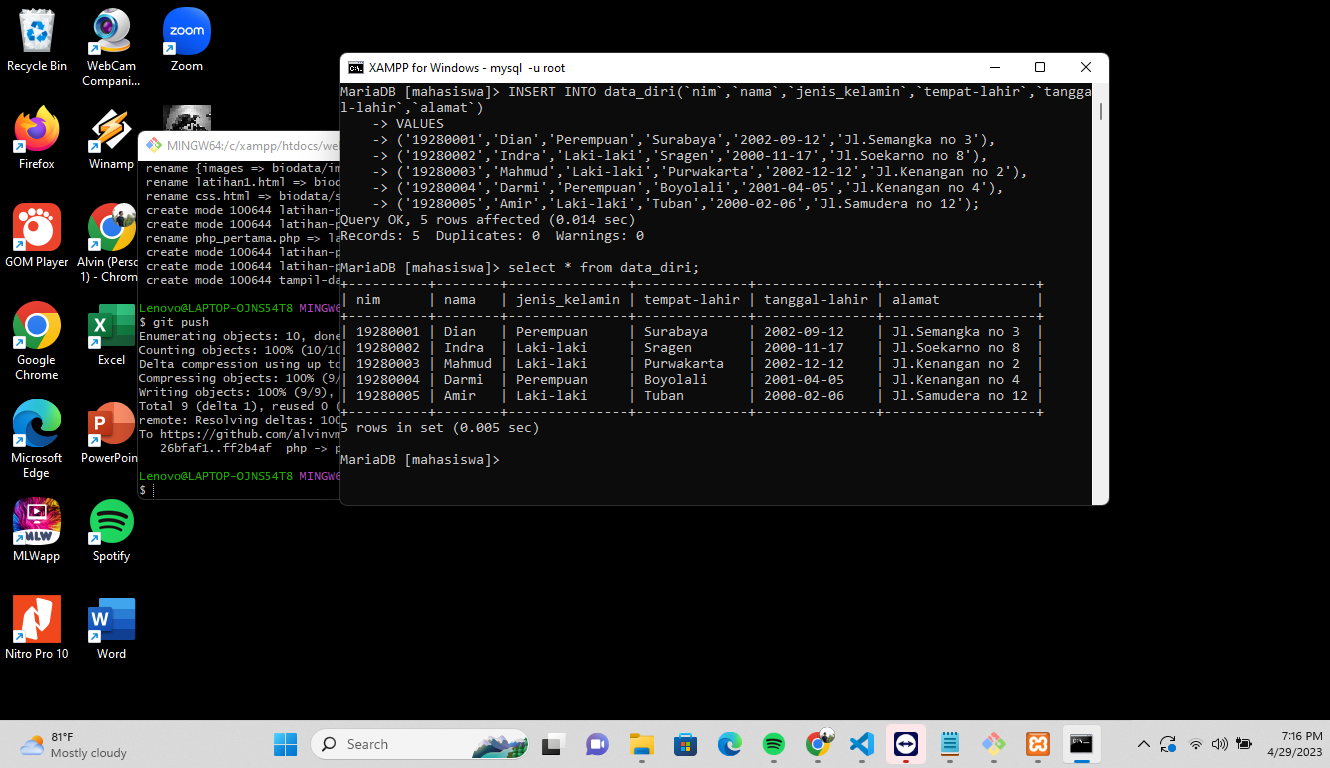 Recycle Bin
WebCam
Compani...
Zoom
zoom
Firefox
Winamp
GOM Player
Alvin (Persc
1) - Chrom
Google
Chrome
Excel
Microsoft
Edge
PowerPoin
MLW
MLWapp
Spotify
Nitro Pro 10
Word
MINGW64:/c/xampp/htdocs/we
rename {images => biodata/im
rename latihan1.html => biod
rename css.html => biodata/s
create mode 100644 latihan-p
create mode 100644 latihan-p
rename php_pertama.php => la
create mode 100644 latihan-p
create mode 100644 latihan-p
create mode 100644 tampil-da
Lenovo@LAPTOP-OJNS54T8 MINGW6
$ git push
Enumerating objects: 10, done
Counting objects: 100% (10/10
Delta compression using up to
Compressing objects: 100% (9/
Writing objects: 100% (9/9),
Total 9 (delta 1), reused 0 (
remote: Resolving deltas: 100
To https://github.com/alvinvm
26bfaf1..ff2b4af  php -> p
Lenovo@LAPTOP-OJNS54T8 MINGW6
$
XAMPP for Windows - mysql  -u root
MariaDB [mahasiswa]> INSERT INTO data_diri(`nim`,`nama`,`jenis_kelamin`,`tempat-lahir`,`tangga
l-lahir`,`alamat`)
-> VALUES
-> ('19280001','Dian','Perempuan','Surabaya','2002-09-12','Jl.Semangka no 3'),
-> ('19280002','Indra','Laki-laki','Sragen','2000-11-17','Jl.Soekarno no 8'),
-> ('19280003','Mahmud','Laki-laki','Purwakarta','2002-12-12','Jl.Kenangan no 2'),
-> ('19280004','Darmi','Perempuan','Boyolali','2001-04-05','Jl.Kenangan no 4'),
-> ('19280005','Amir','Laki-laki','Tuban','2000-02-06','Jl.Samudera no 12');
Query OK, 5 rows affected (0.014 sec)
Records: 5  Duplicates: 0  Warnings: 0
MariaDB [mahasiswa]> select * from data_diri;
+----------+--------+---------------+--------------+---------------+-------------------+
| nim      | nama   | jenis_kelamin | tempat-lahir | tanggal-lahir | alamat            |
+----------+--------+---------------+--------------+---------------+-------------------+
| 19280001 | Dian   | Perempuan     | Surabaya     | 2002-09-12    | Jl.Semangka no 3  |
| 19280002 | Indra  | Laki-laki     | Sragen       | 2000-11-17    | Jl.Soekarno no 8  |
| 19280003 | Mahmud | Laki-laki     | Purwakarta   | 2002-12-12    | Jl.Kenangan no 2  |
| 19280004 | Darmi  | Perempuan     | Boyolali     | 2001-04-05    | Jl.Kenangan no 4  |
| 19280005 | Amir   | Laki-laki     | Tuban        | 2000-02-06    | Jl.Samudera no 12 |
+----------+--------+---------------+--------------+---------------+-------------------+
5 rows in set (0.005 sec)
MariaDB [mahasiswa]>
81°F
Mostly cloudy
Search
7:16 PM
4/29/2023